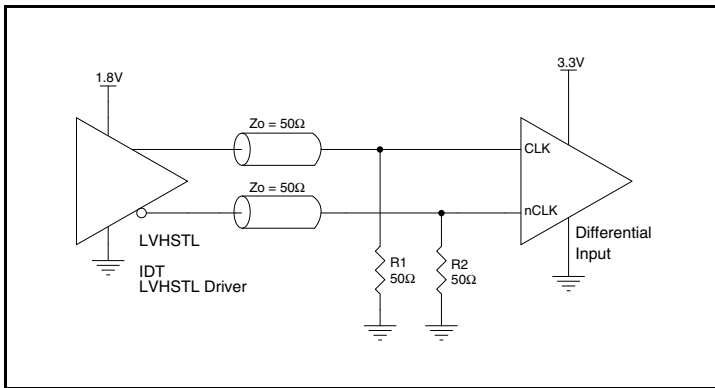 1.8V
3.3V
Zo = 50Ω
CLK
Zo = 50Ω
nCLK
LVHSTL
Differential
Input
IDT
LVHSTL Driver
R1
50Ω
R2
50Ω